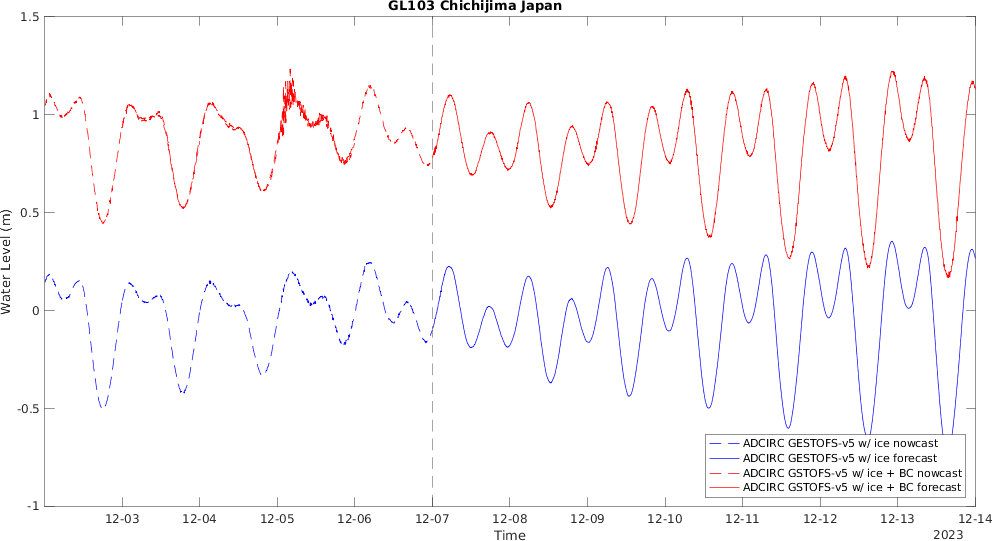 GL103 Chichijima Japan
1.5
1
0.5
0
-0.5
-1
Water Level (m)
ADCIRC GESTOFS-v5 w/ ice nowcast
ADCIRC GESTOFS-v5 w/ ice forecast
ADCIRC GSTOFS-v5 w/ ice + BC nowcast
ADCIRC GSTOFS-v5 w/ ice + BC forecast
12-03 12-04 12-05 12-06 12-07 12-08 12-09 12-10 12-11 12-12 12-13 12-14
Time
2023